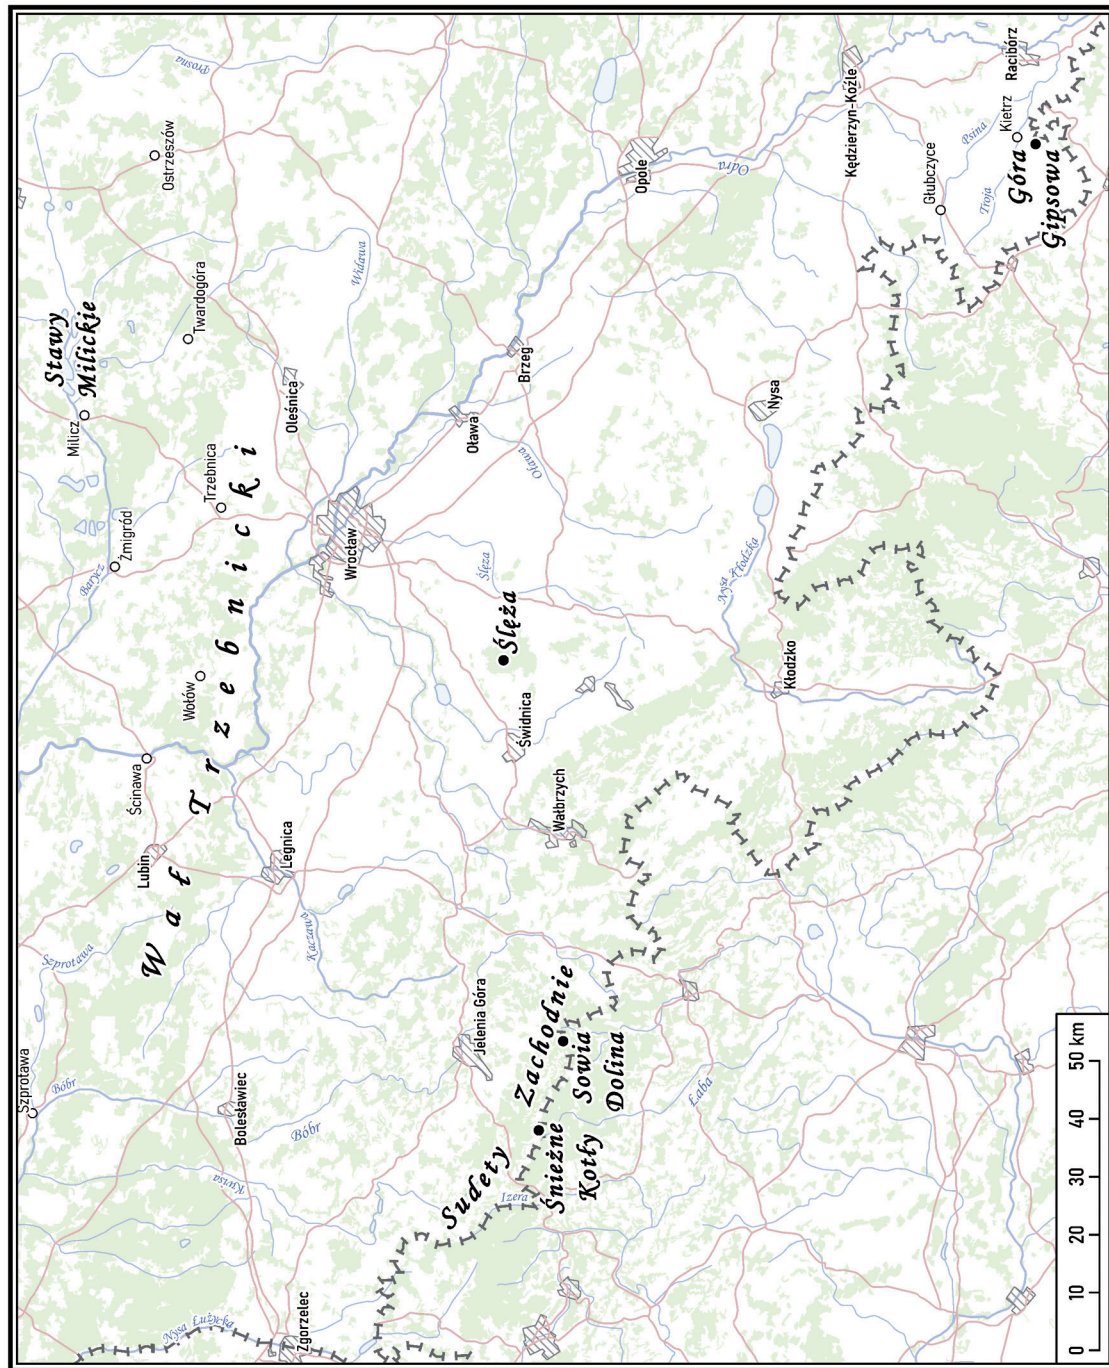 Prosna
Ostrzeszów
Stawy
Milickie
Twardogóra
Milicz
Widawa
Oleśnica
Trzebnica
Żmigród
Barycz
Wał Trzebnicki
Wołów
Ścinawa
Lubin
Legnica
Szprotawa
Szprotawa
Bóbr
Bolesławiec
Bóbr
Kwisa
Nysa Łużycka
Zgorzelec
Kaczawa
Wrocław
Oława
Oława
Brzeg
Opole
Odra
Kędzierzyn-Koźle
Racibórz
Kietrz
Psina
Głubczyce
Troja
Góra
Gipsowa
Nysa
Nysa
Kłodzka
Kłodzko
Ślęza
Ślęża
Świdnica
Wałbrzych
Jelenia Góra
Sudety Zachodnie
Sowia
Dolina
Śnieżne
Kotły
Izera
Łaba
0 10 20 30 40 50 km